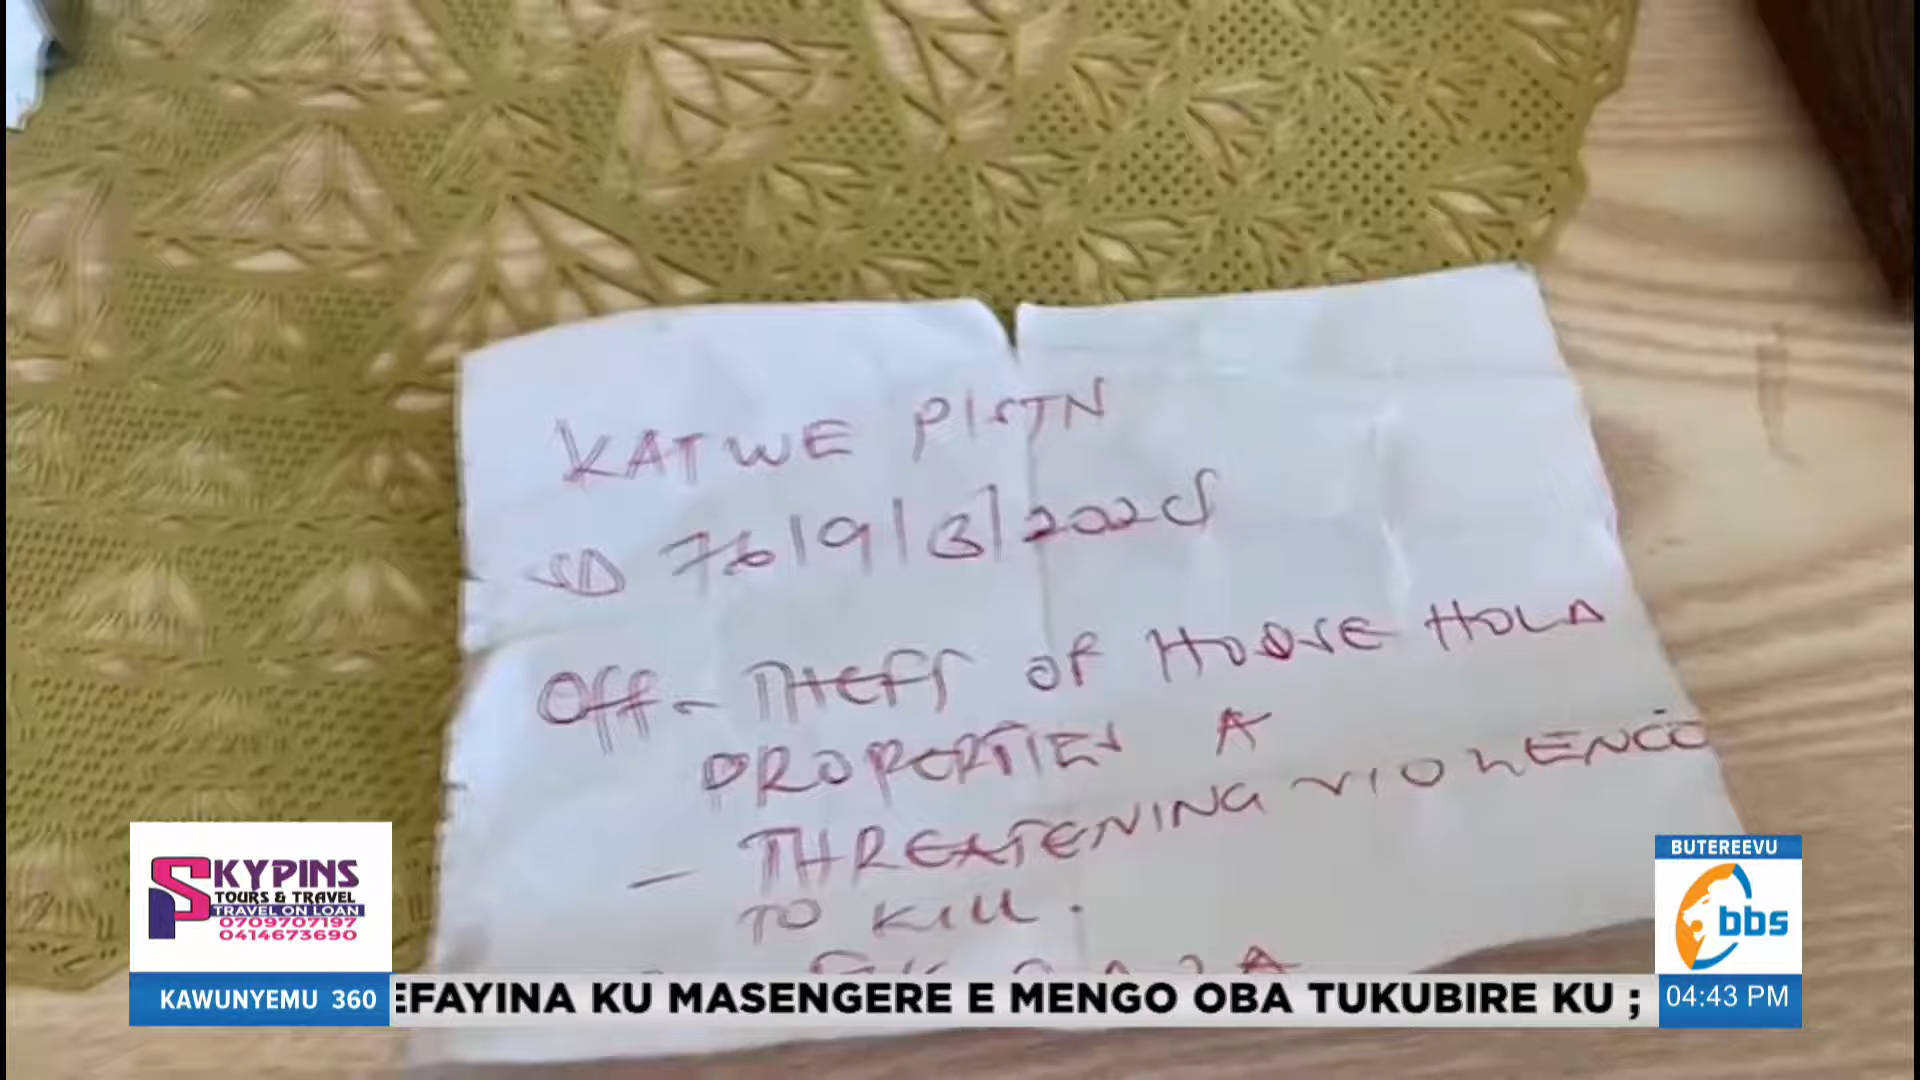 KATWE P/STN
SD 76/9/3/2025
Off - THEFT OF HOUSE HOLD
PROPERTIES &
- THREATENING VIOLENCE
TO KILL.
SKYPINS
TOURS & TRAVEL
TRAVEL ON LOAN
0709707197
0414673690
BUTEREEVU
bbs
KAWUNYEMU 360
EFAYINA KU MASENGERE E MENGO OBA TUKUBIRE KU ;
04:43 PM